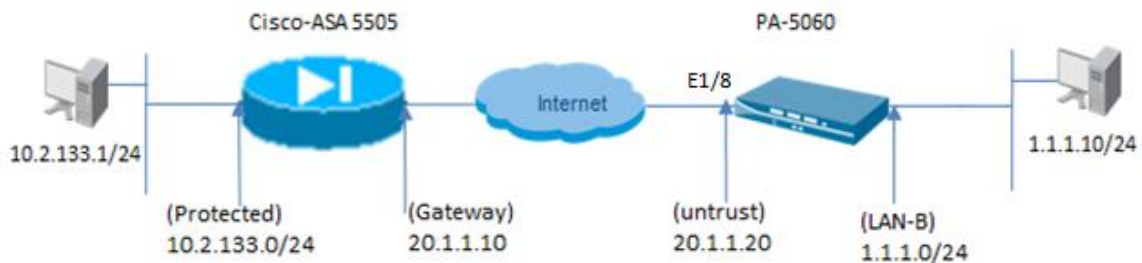 Cisco-ASA 5505
PA-5060
E1/8
Internet
10.2.133.1/24
1.1.1.10/24
(Protected)
10.2.133.0/24
(Gateway)
20.1.1.10
(untrust)
20.1.1.20
(LAN-B)
1.1.1.0/24